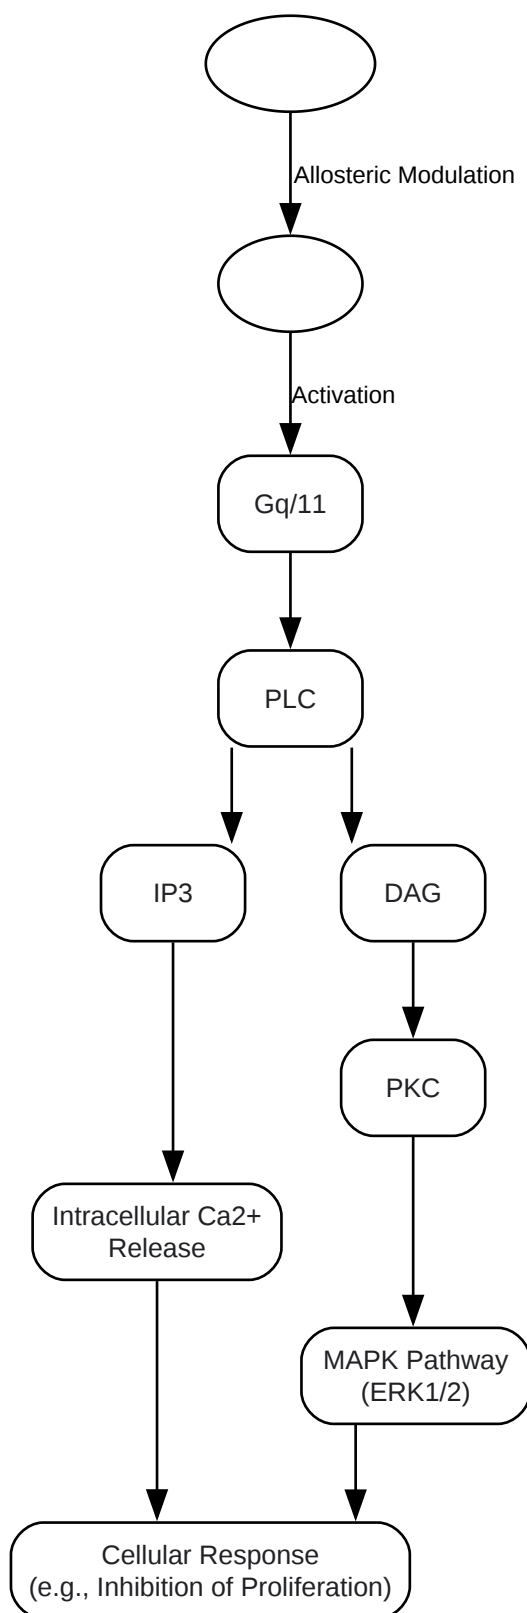 Allosteric Modulation
Activation
Gq/11
PLC
IP3
DAG
PKC
Intracellular Ca2+
Release
MAPK Pathway
(ERK1/2)
Cellular Response
(e.g., Inhibition of Proliferation)